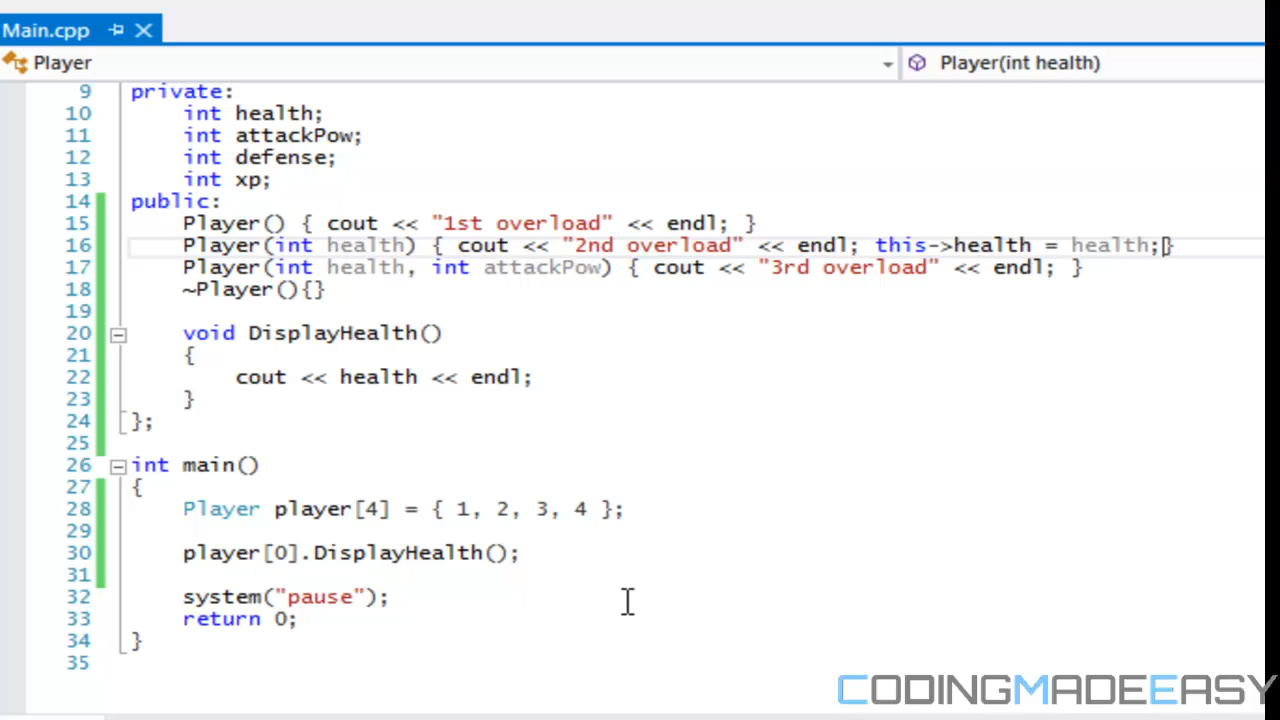 Main.cpp
Player Player(int health)
9 private:
10 int health;
11 int attackPow;
12 int defense;
13 int xp;
14 public:
15 Player() { cout << "1st overload" << endl; }
16 Player(int health) { cout << "2nd overload" << endl; this->health = health;}
17 Player(int health, int attackPow) { cout << "3rd overload" << endl; }
18 ~Player(){}
19
20 void DisplayHealth()
21 {
22 cout << health << endl;
23 }
24 };
25
26 int main()
27 {
28 Player player[4] = { 1, 2, 3, 4 };
29
30 player[0].DisplayHealth();
31
32 system("pause");
33 return 0;
34 }
35
CODINGMADEEASY